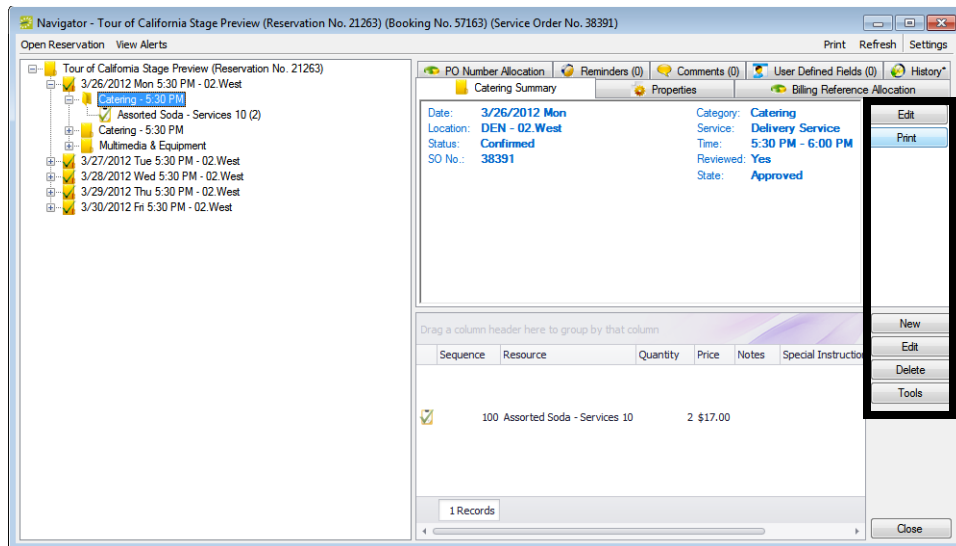 Navigator - Tour of California Stage Preview (Reservation No. 21263) (Booking No. 57163) (Service Order No. 38391)
Open Reservation View Alerts Print Refresh Settings
Tour of California Stage Preview (Reservation No. 21263)
3/26/2012 Mon 5:30 PM - 02.West
Catering - 5:30 PM
Assorted Soda - Services 10 (2)
Catering - 5:30 PM
Multimedia & Equipment
3/27/2012 Tue 5:30 PM - 02.West
3/28/2012 Wed 5:30 PM - 02.West
3/29/2012 Thu 5:30 PM - 02.West
3/30/2012 Fri 5:30 PM - 02.West
PO Number Allocation Reminders (0) Comments (0) User Defined Fields (0) History*
Catering Summary Properties Billing Reference Allocation
Date: 3/26/2012 Mon Category: Catering
Location: DEN - 02.West Service: Delivery Service
Status: Confirmed Time: 5:30 PM - 6:00 PM
SO No.: 38391 Reviewed: Yes
State: Approved
Edit
Print
Drag a column header here to group by that column
Sequence Resource Quantity Price Notes Special Instruction
100 Assorted Soda - Services 10 2 $17.00
1 Records
New
Edit
Delete
Tools
Close